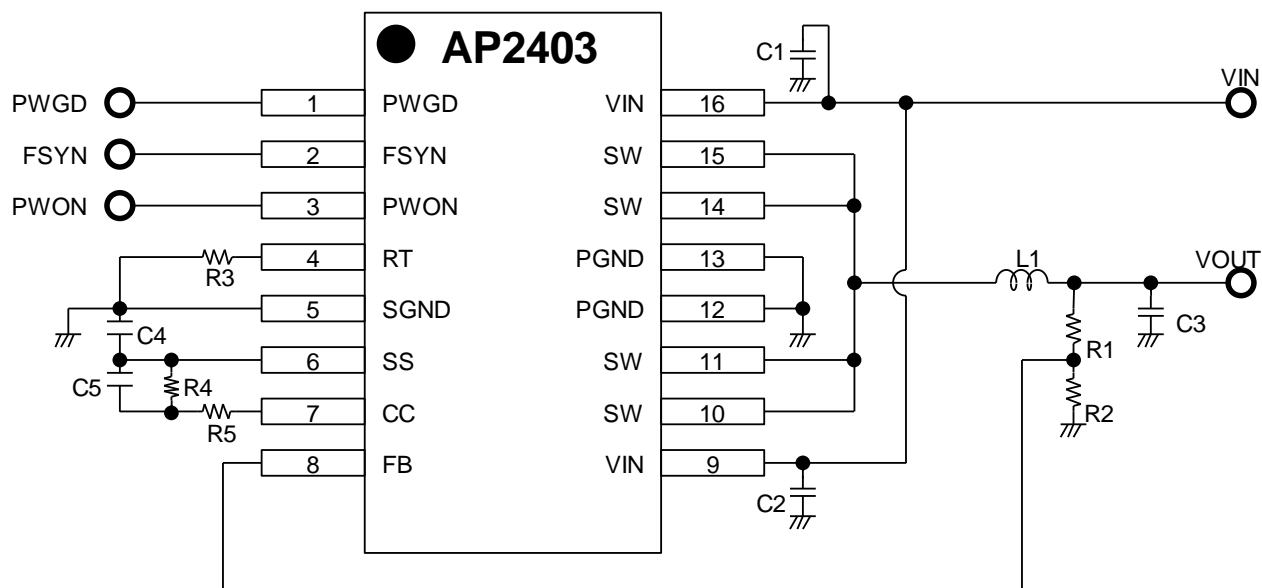 AP2403
C1
VIN
PWGD
1
PWGD
VIN
16
FSYN
2
FSYN
SW
15
PWON
3
PWON
SW
14
R3
4
RT
PGND
13
L1
VOUT
5
SGND
PGND
12
C4
C3
R1
6
SS
SW
11
C5
R4
R5
7
CC
SW
10
R2
8
FB
VIN
9
C2